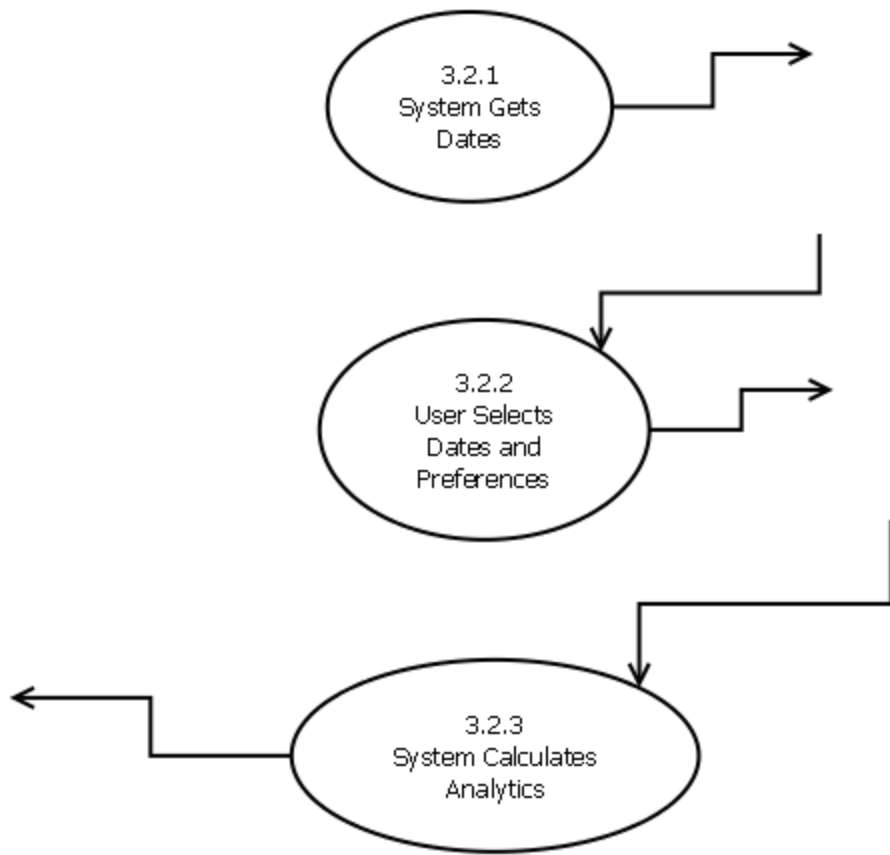 3.2.1
System Gets
Dates
3.2.2
User Selects
Dates and
Preferences
3.2.3
System Calculates
Analytics